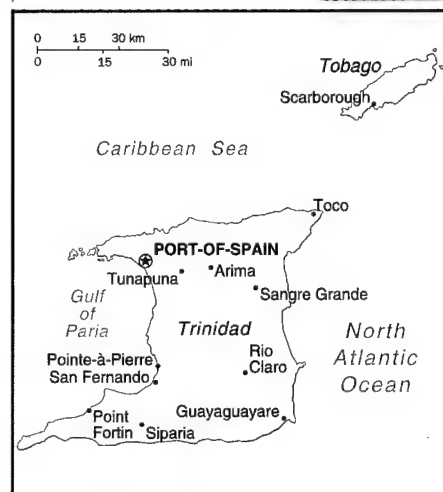 0 15 30 km
0 15 30 mi
Tobago
Scarborough
Caribbean Sea
Toco
PORT-OF-SPAIN
Tunapuna
Arima
Sangre Grande
Gulf
of
Paria
Trinidad
North
Atlantic
Ocean
Pointe-à-Pierre
San Fernando
Rio
Claro
Guayaguayare
Point
Fortin
Siparia